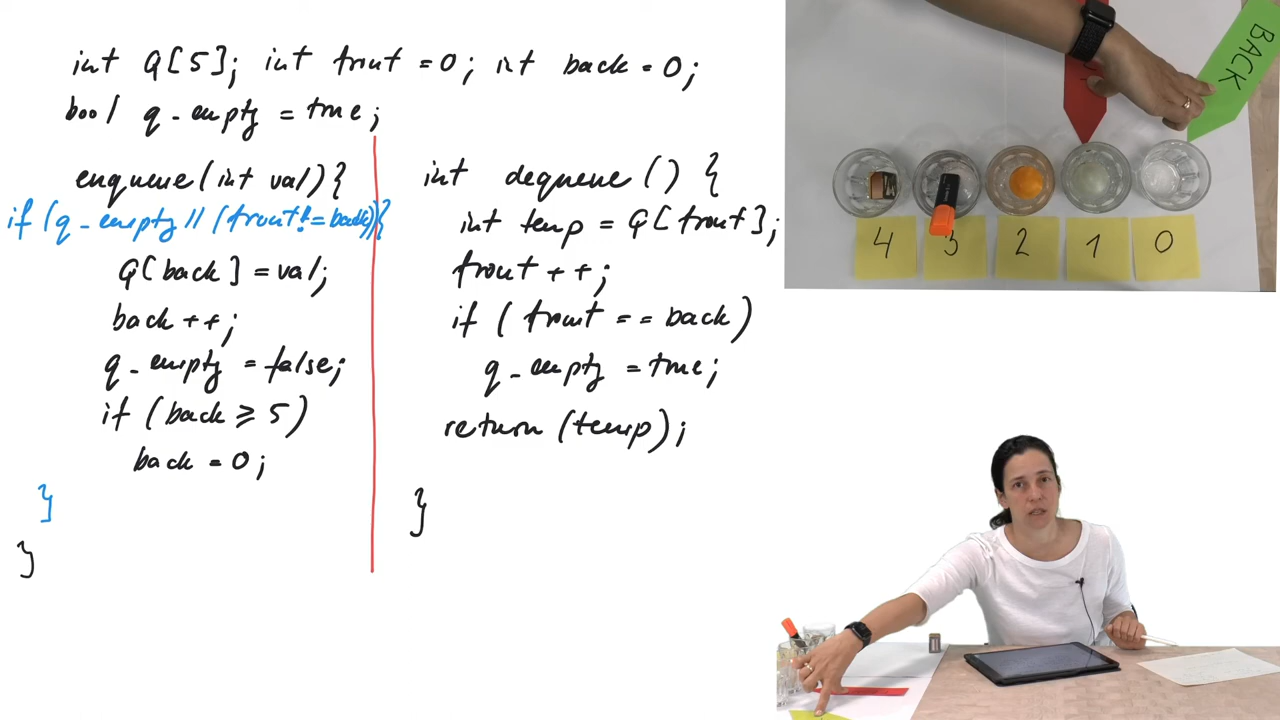 int Q[5]; int front = 0; int back = 0;
bool q_empty = true;
enqueue(int val){
if (q_empty || (front != back)){
Q[back] = val;
back++;
q_empty = false;
if (back ≥ 5)
back = 0;
}
}
int dequeue () {
int temp = Q[front];
front ++;
if (front == back)
q_empty = true;
return (temp);
}
BACK
4 3 2 1 0